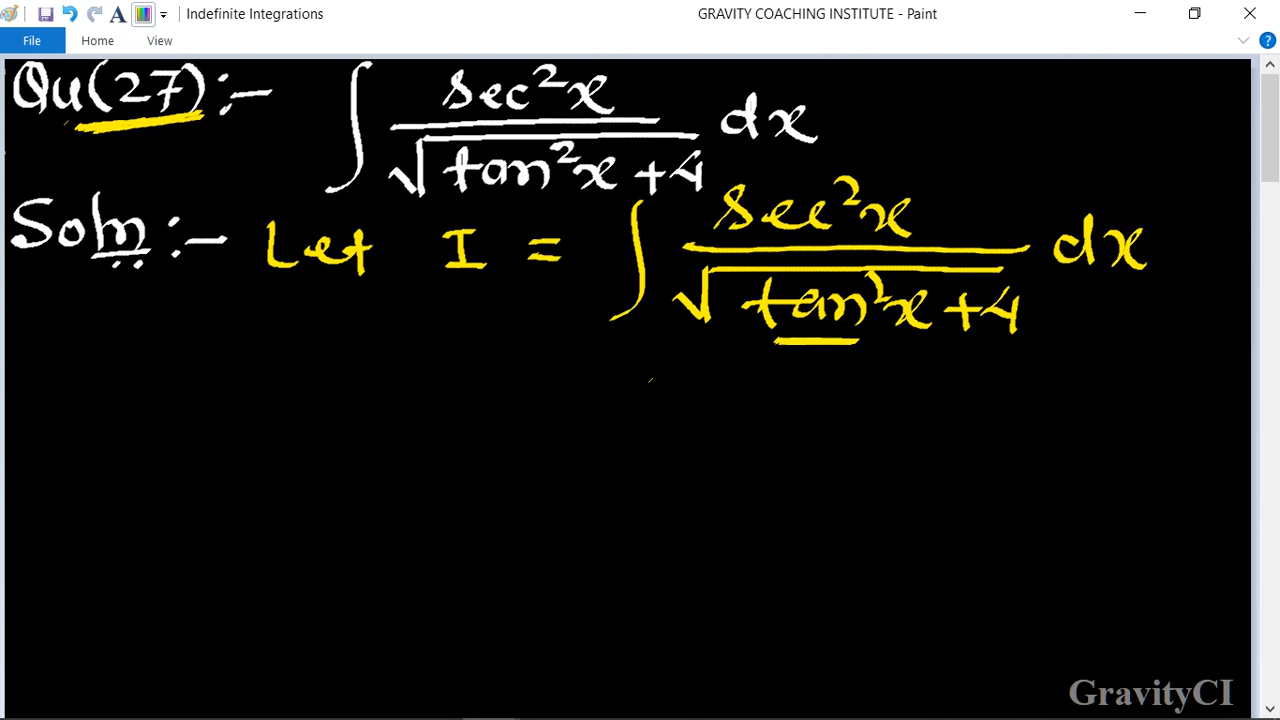 Indefinite Integrations
GRAVITY COACHING INSTITUTE - Paint
File Home View
Qu(27):- ∫ sec²x / √(tan²x+4) dx
Soln:- Let I = ∫ sec²x / √(tan²x+4) dx
GravityCI